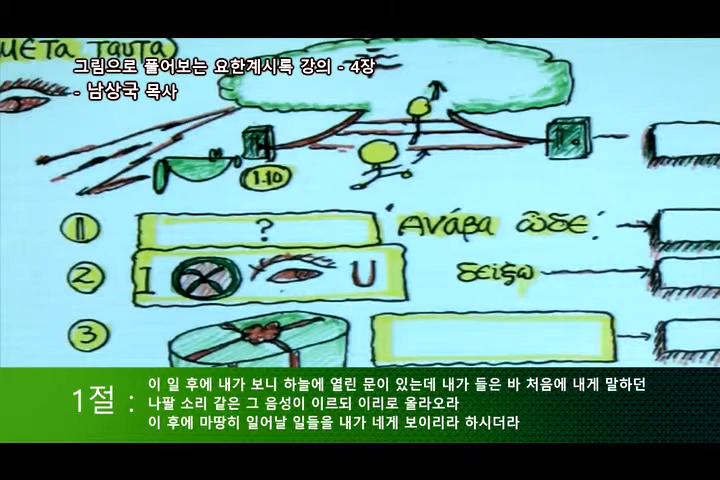 ΜΕΤΑ ΤαυΤα
그림으로 풀어보는 요한계시록 강의 - 4장
- 남상국 목사
1.10
1 ? 'Ανάβα ὧδε'
2 I U δείξω
3
1절 :
이 일 후에 내가 보니 하늘에 열린 문이 있는데 내가 들은 바 처음에 내게 말하던
나팔 소리 같은 그 음성이 이르되 이리로 올라오라
이 후에 마땅히 일어날 일들을 내가 네게 보이리라 하시더라